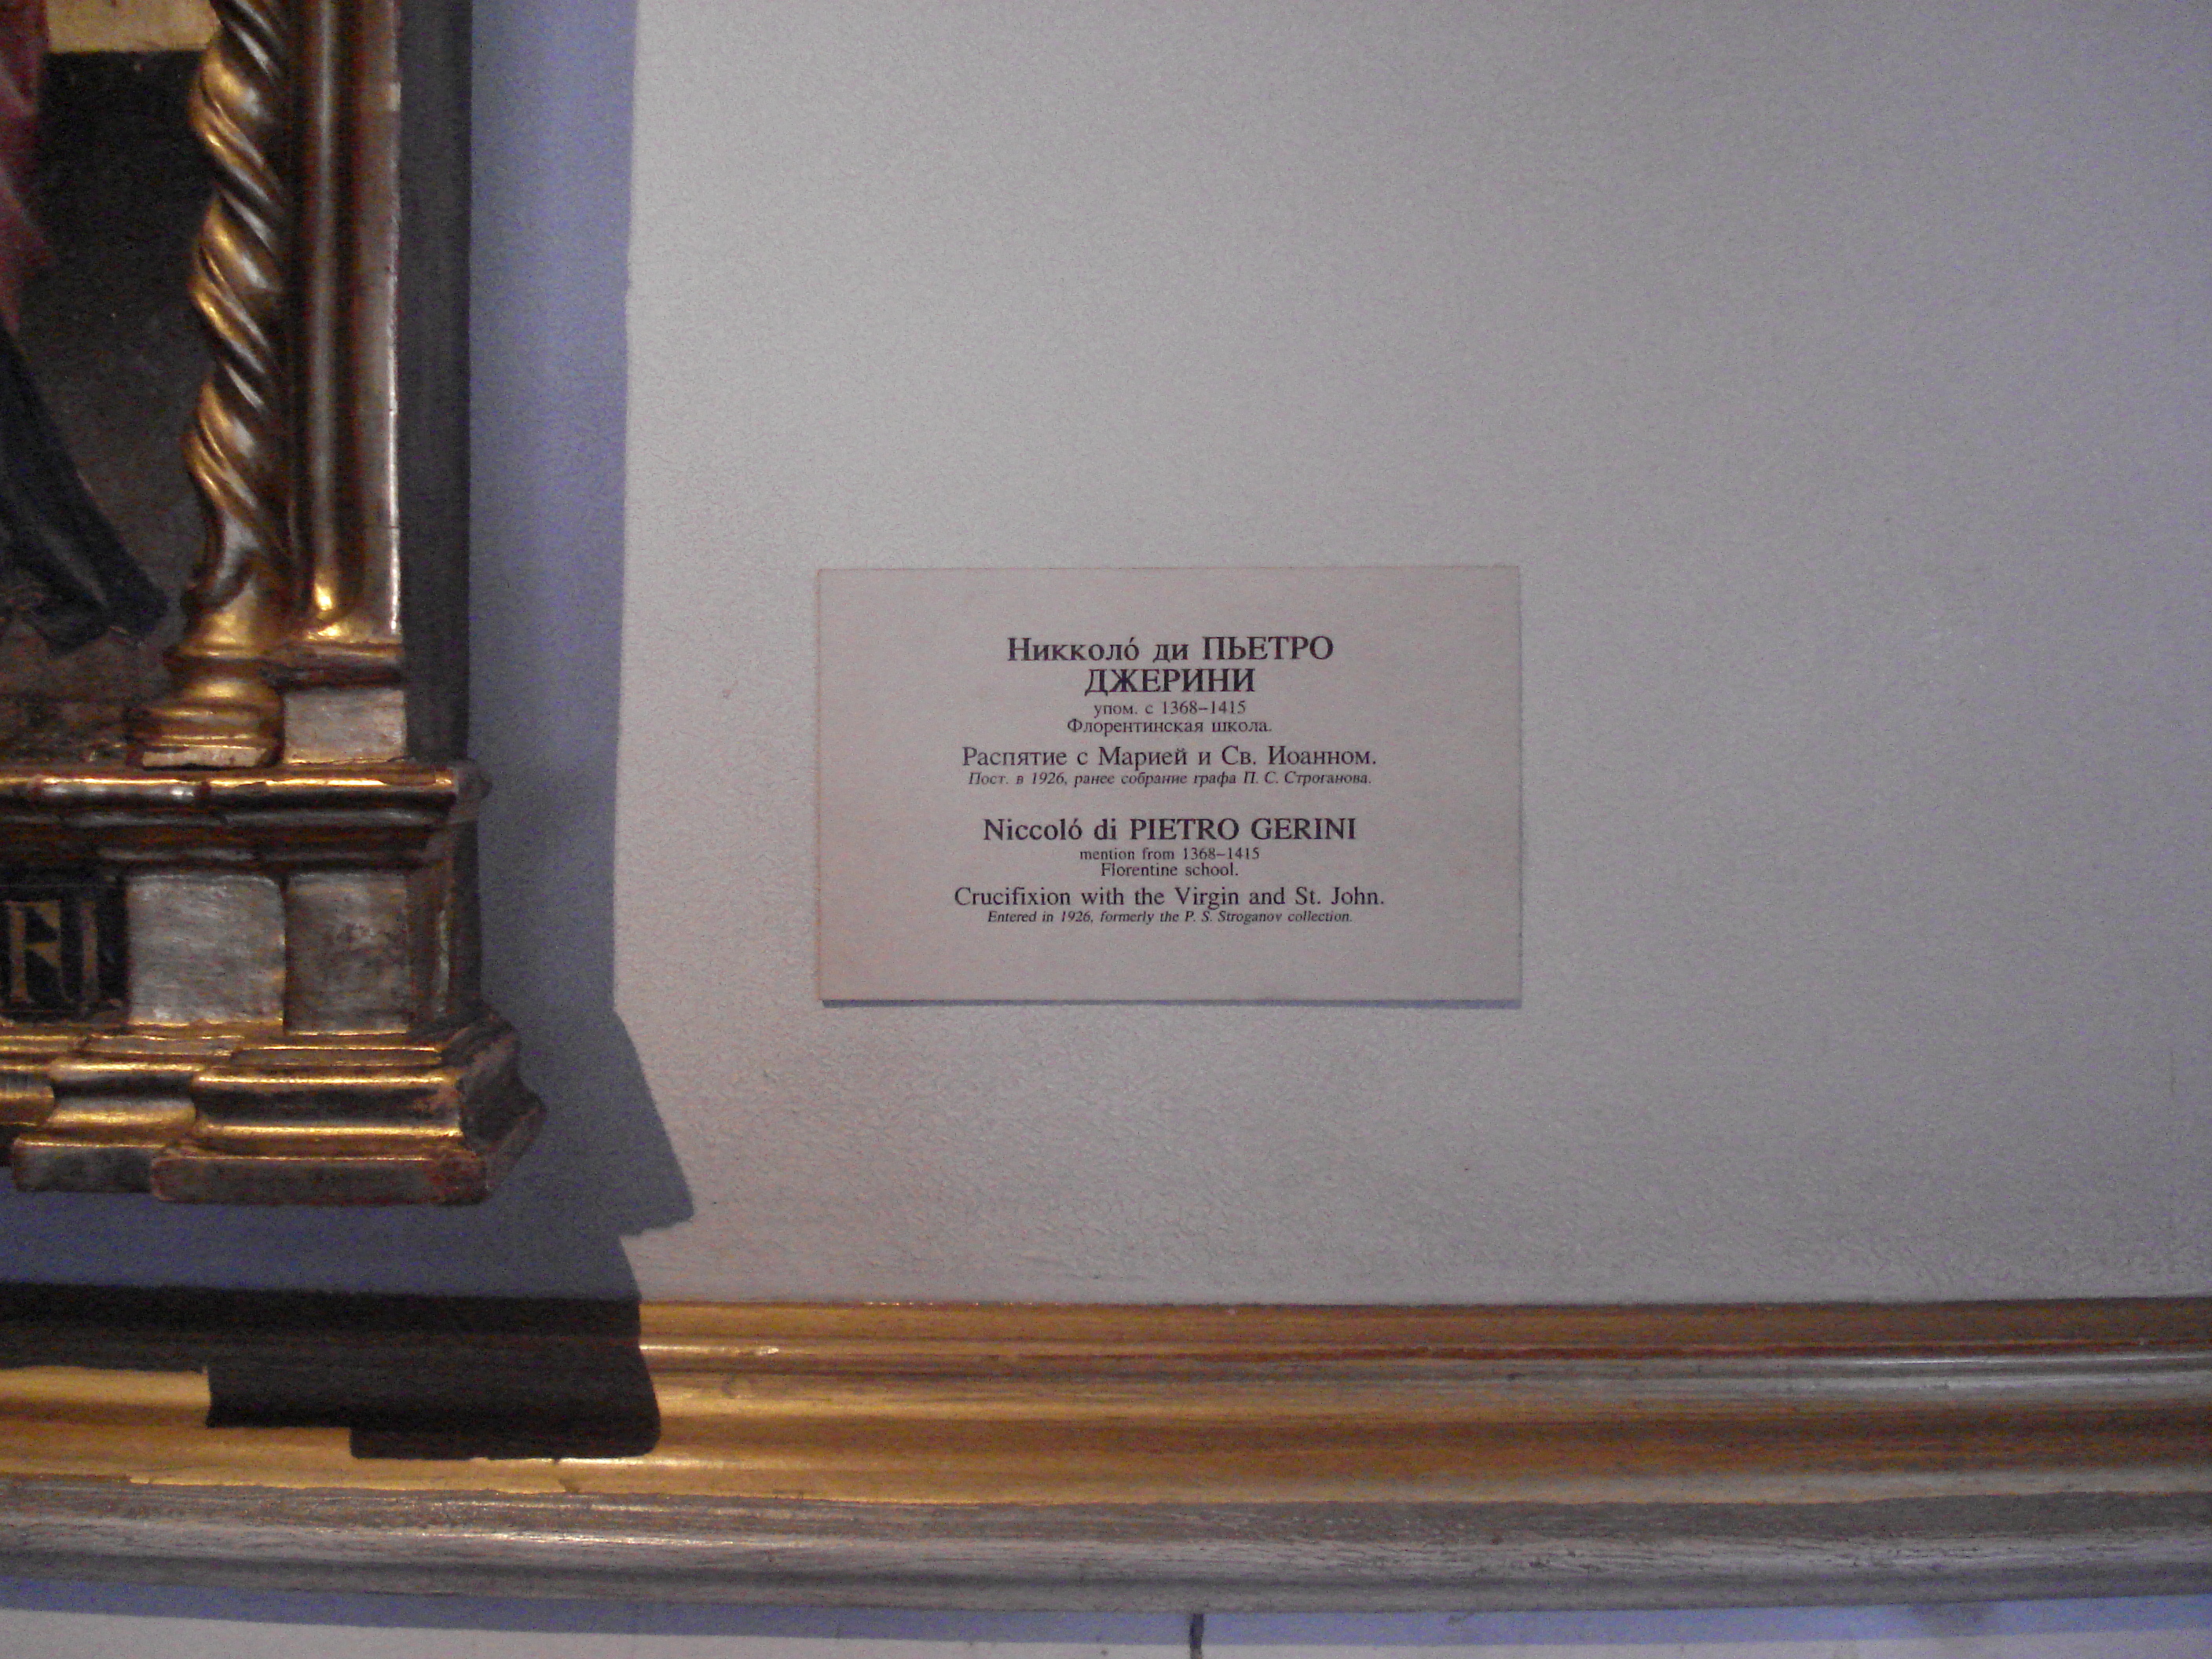 Никколó ди ПЬЕТРО
ДЖЕРИНИ
упом. с 1368–1415
Флорентинская школа.
Распятие с Марией и Св. Иоанном.
Пост. в 1926, ранее собрание графа П. С. Строганова.
Niccoló di PIETRO GERINI
mention from 1368–1415
Florentine school.
Crucifixion with the Virgin and St. John.
Entered in 1926, formerly the P. S. Stroganov collection.